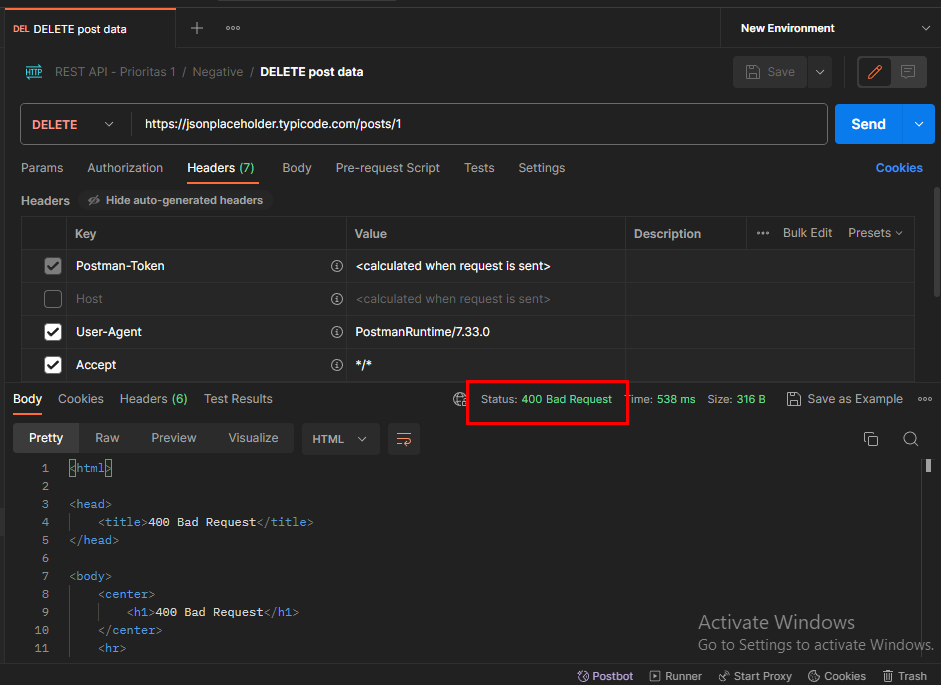 DEL DELETE post data
New Environment
HTTP REST API - Prioritas 1 / Negative / DELETE post data
Save
DELETE https://jsonplaceholder.typicode.com/posts/1 Send
Params Authorization Headers (7) Body Pre-request Script Tests Settings Cookies
Headers Hide auto-generated headers
Key Value Description Bulk Edit Presets
Postman-Token <calculated when request is sent>
Host <calculated when request is sent>
User-Agent PostmanRuntime/7.33.0
Accept */*
Body Cookies Headers (6) Test Results Status: 400 Bad Request Time: 538 ms Size: 316 B Save as Example
Pretty Raw Preview Visualize HTML
1 <html>
2
3 <head>
4 <title>400 Bad Request</title>
5 </head>
6
7 <body>
8 <center>
9 <h1>400 Bad Request</h1>
10 </center>
11 <hr>
Activate Windows
Go to Settings to activate Windows.
Postbot Runner Start Proxy Cookies Trash